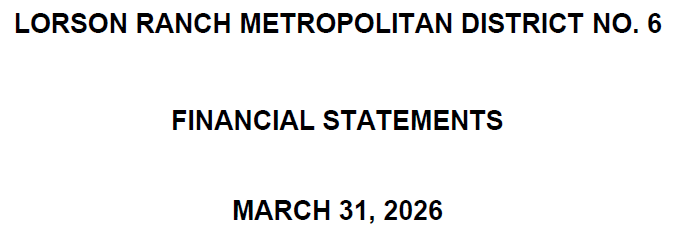 LORSON RANCH METROPOLITAN DISTRICT NO. 6
FINANCIAL STATEMENTS
MARCH 31, 2026